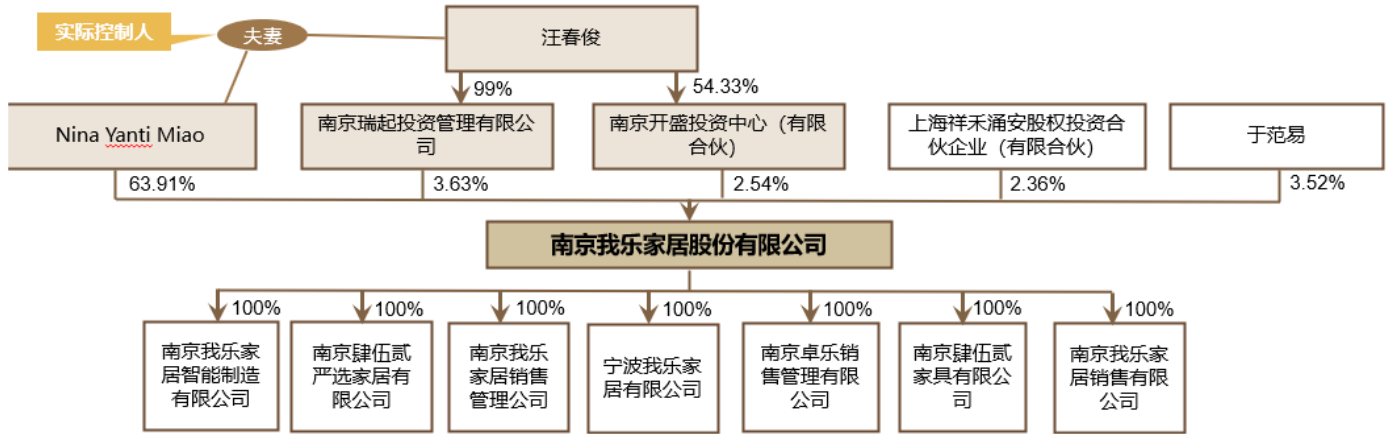 实际控制人
夫妻
汪春俊
99%
54.33%
Nina Yanti Miao
南京瑞起投资管理有限公
司
南京开盛投资中心（有限
合伙）
上海祥禾涌安股权投资合
伙企业（有限合伙）
于范易
63.91%
3.63%
2.54%
2.36%
3.52%
南京我乐家居股份有限公司
100%
100%
100%
100%
100%
100%
100%
南京我乐家
居智能制造
有限公司
南京肆伍贰
严选家居有
限公司
南京我乐
家居销售
管理公司
宁波我乐家
居有限公司
南京卓乐销
售管理有限
公司
南京肆伍贰
家具有限公
司
南京我乐家
居销售有限
公司